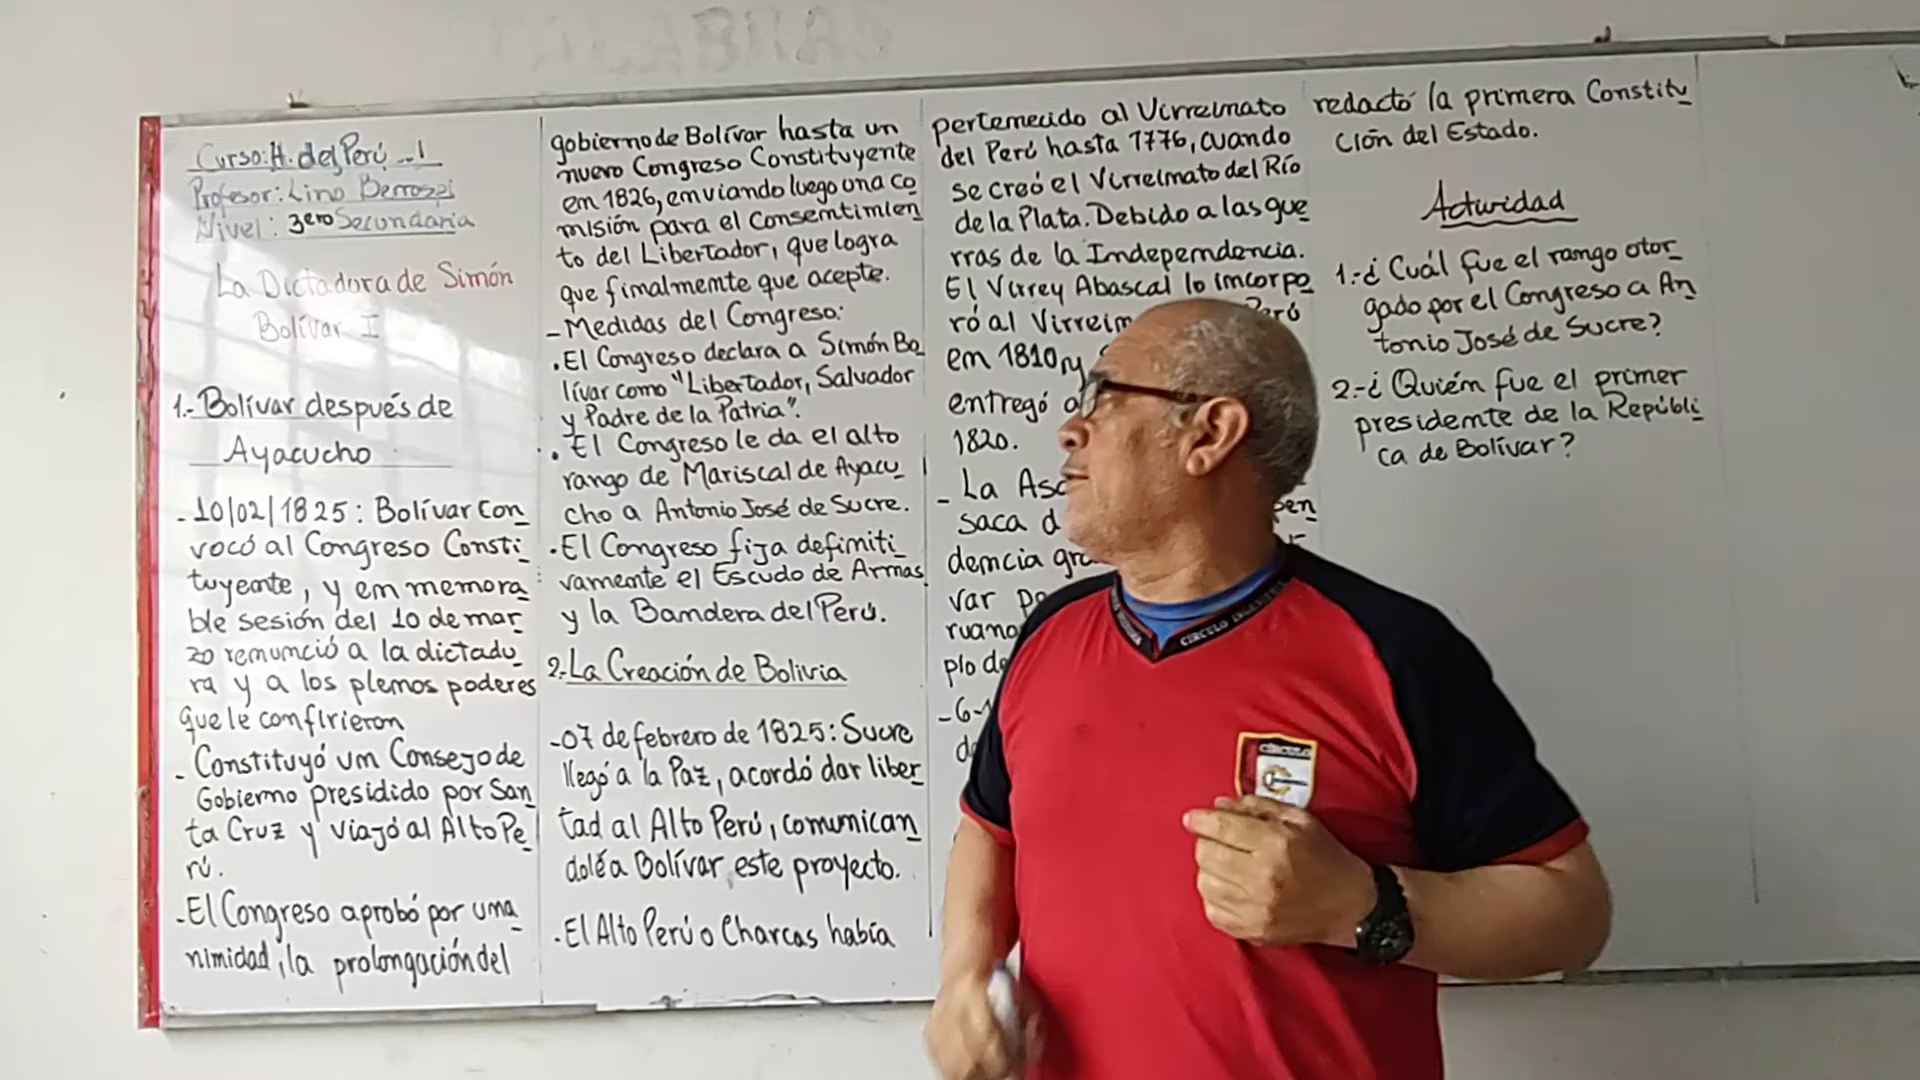 Curso: H. del Perú - 1
Profesor: Lino Berrospi
Nivel: 3ero Secundaria
La Dictadura de Simón
Bolívar I
1.- Bolívar después de
Ayacucho
- 10/02/1825: Bolívar con
vocó al Congreso Consti
tuyente, y en memora
ble sesión del 10 de mar
zo renunció a la dictadu
ra y a los plenos poderes
que le confirieron
- Constituyó un Consejo de
Gobierno presidido por San
ta Cruz y viajó al Alto Pe
rú.
- El Congreso aprobó por una
nimidad, la prolongación del
gobierno de Bolívar hasta un
nuevo Congreso Constituyente
en 1826, enviando luego una co
misión para el consentimien
to del Libertador, que logra
que finalmente que acepte.
- Medidas del Congreso:
. El Congreso declara a Simón Bo
lívar como "Libertador, Salvador
y Padre de la Patria".
. El Congreso le da el alto
rango de Mariscal de Ayacu
cho a Antonio José de Sucre.
. El Congreso fija definiti
vamente el Escudo de Armas
y la Bandera del Perú.
2.- La Creación de Bolivia
- 07 de febrero de 1825: Sucre
llegó a la Paz, acordó dar liber
tad al Alto Perú, comunican
dole a Bolívar este proyecto.
. El Alto Perú o Charcas había
pertenecido al Virreinato
del Perú hasta 1776, cuando
se creó el Virreinato del Río
de la Plata. Debido a las gue
rras de la Independencia.
El Virrey Abascal lo incorpo
ró al Perú
en 1810 y
entregó
1820.
- La
saca
dencia
var
- 6-
redactó la primera Constitu
ción del Estado.
Actividad
1.- ¿Cuál fue el rango otor
gado por el Congreso a An
tonio José de Sucre?
2.- ¿Quién fue el primer
presidente de la Repúbli
ca de Bolívar?
CÍRCULO
CÍRCULO